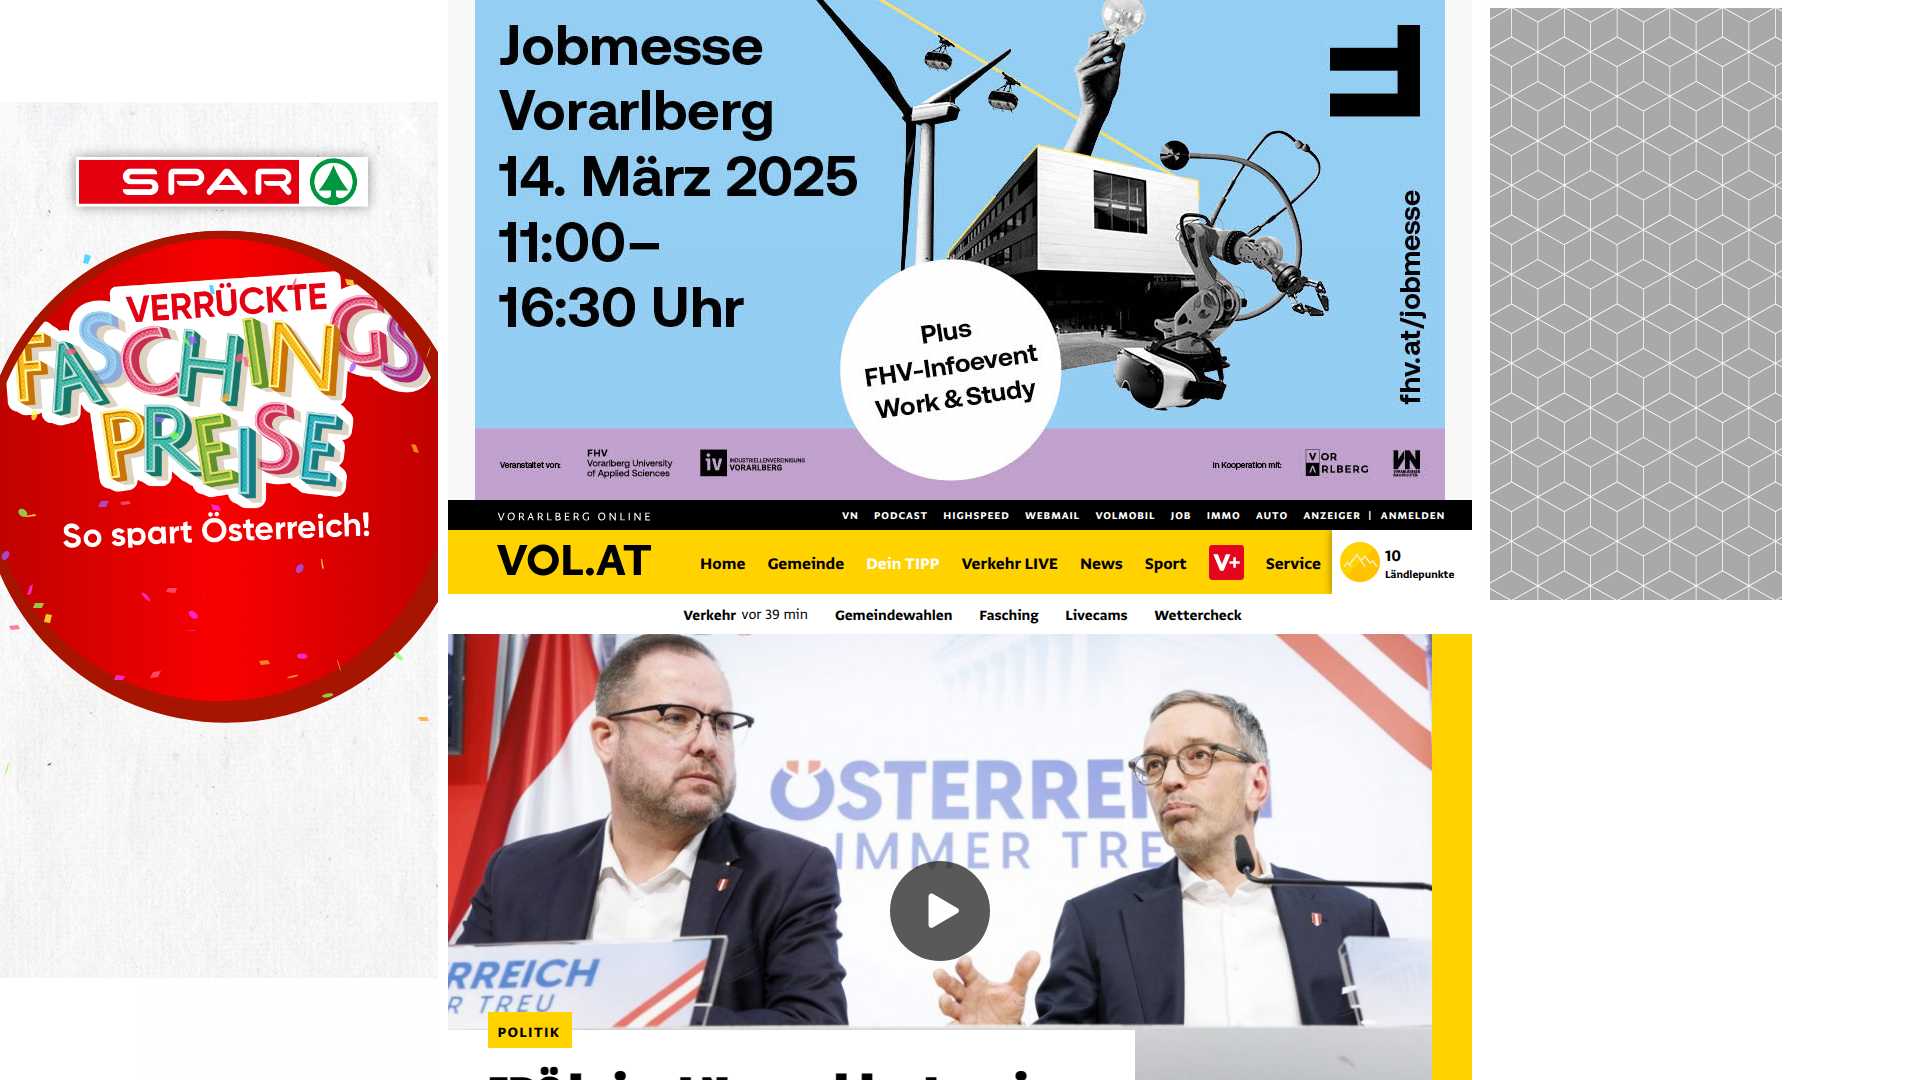 SPAR
VERRÜCKTE
FASCHINGS
PREISE
So spart Österreich!
Jobmesse
Vorarlberg
14. März 2025
11:00–
16:30 Uhr
Plus
FHV-Infoevent
Work & Study
fhv.at/jobmesse
Veranstaltet von:
FHV
Vorarlberg University
of Applied Sciences
iv
INDUSTRIELLENVEREINIGUNG
VORARLBERG
In Kooperation mit:
VOR
ARLBERG
VN
VORARLBERG ONLINE
VN PODCAST HIGHSPEED WEBMAIL VOLMOBIL JOB IMMO AUTO ANZEIGER | ANMELDEN
VOL.AT
Home Gemeinde Dein TIPP Verkehr LIVE News Sport V+ Service
10
Ländlepunkte
Verkehr vor 39 min Gemeindewahlen Fasching Livecams Wettercheck
ÖSTERREI
IMMER TRE
RREICH
R TREU
POLITIK